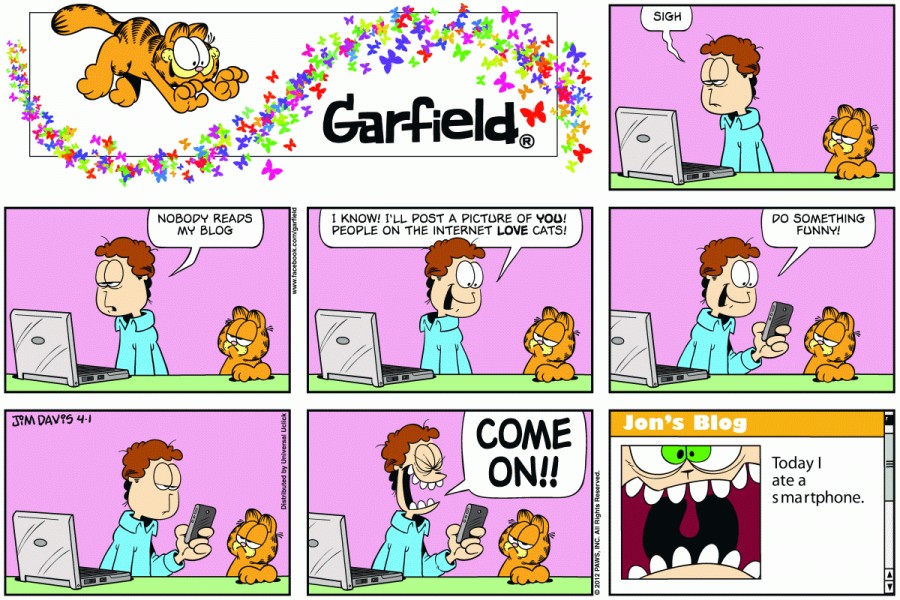 Garfield®
SIGH
NOBODY READS
MY BLOG
www.facebook.com/garfield
I KNOW! I'LL POST A PICTURE OF YOU!
PEOPLE ON THE INTERNET LOVE CATS!
DO SOMETHING
FUNNY!
JIM DAVIS 4-1
Distributed by Universal Uclick
COME
ON!!
© 2012 PAWS, INC. All Rights Reserved.
Jon's Blog
Today I
ate a
smartphone.